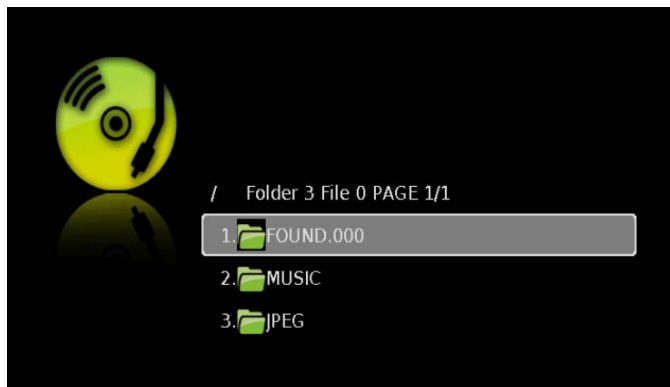 / Folder 3 File 0 PAGE 1/1
1. FOUND.000
2. MUSIC
3. JPEG